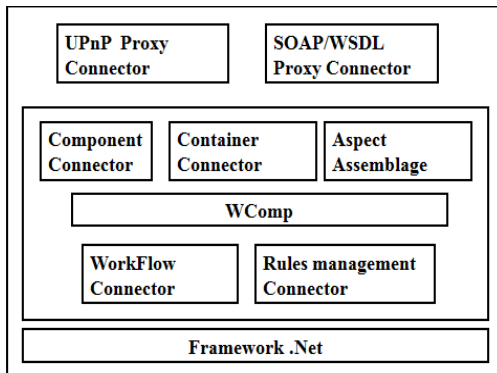 UPnP Proxy
Connector
SOAP/WSDL
Proxy Connector
Component
Connector
Container
Connector
Aspect
Assemblage
WComp
WorkFlow
Connector
Rules management
Connector
Framework .Net